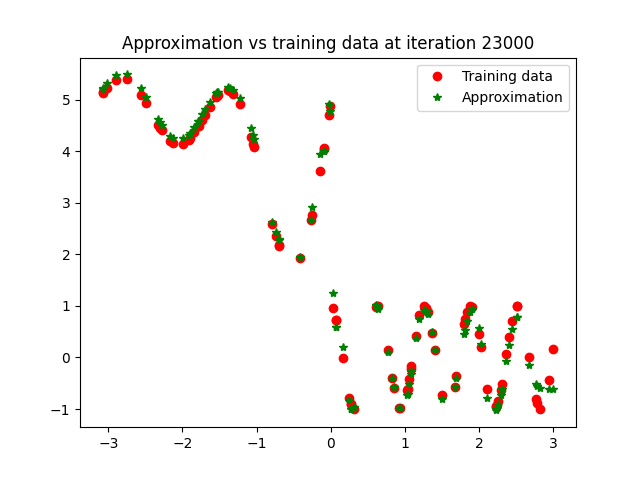 Approximation vs training data at iteration 23000
Training data
Approximation
5
4
3
2
1
0
−1
−3 −2 −1 0 1 2 3